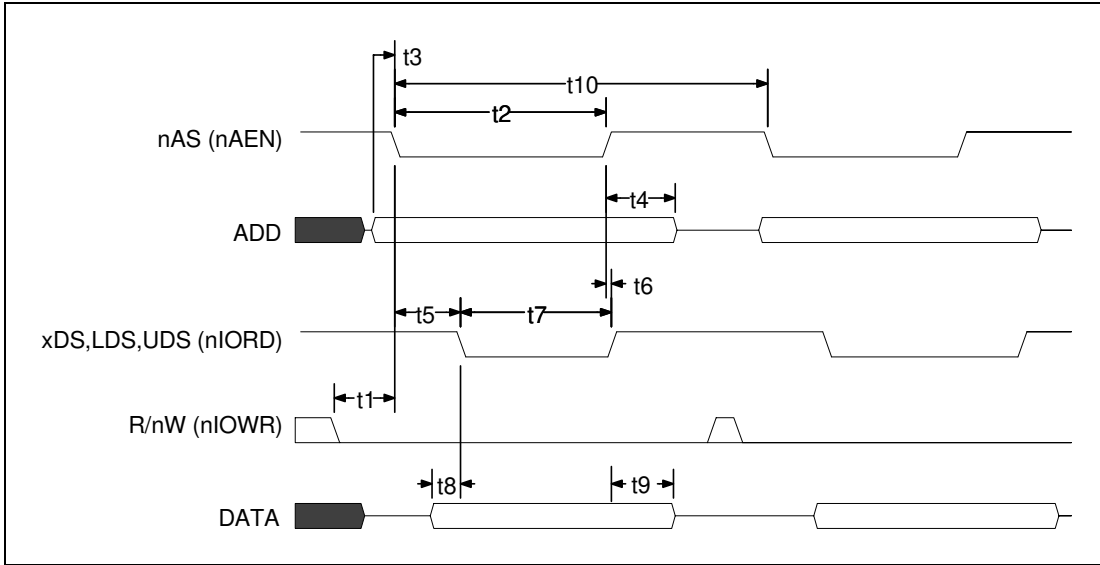 t3
t10
t2
nAS (nAEN)
t4
ADD
t6
t5
t7
xDS,LDS,UDS (nIORD)
t1
R/nW (nIOWR)
t8
t9
DATA